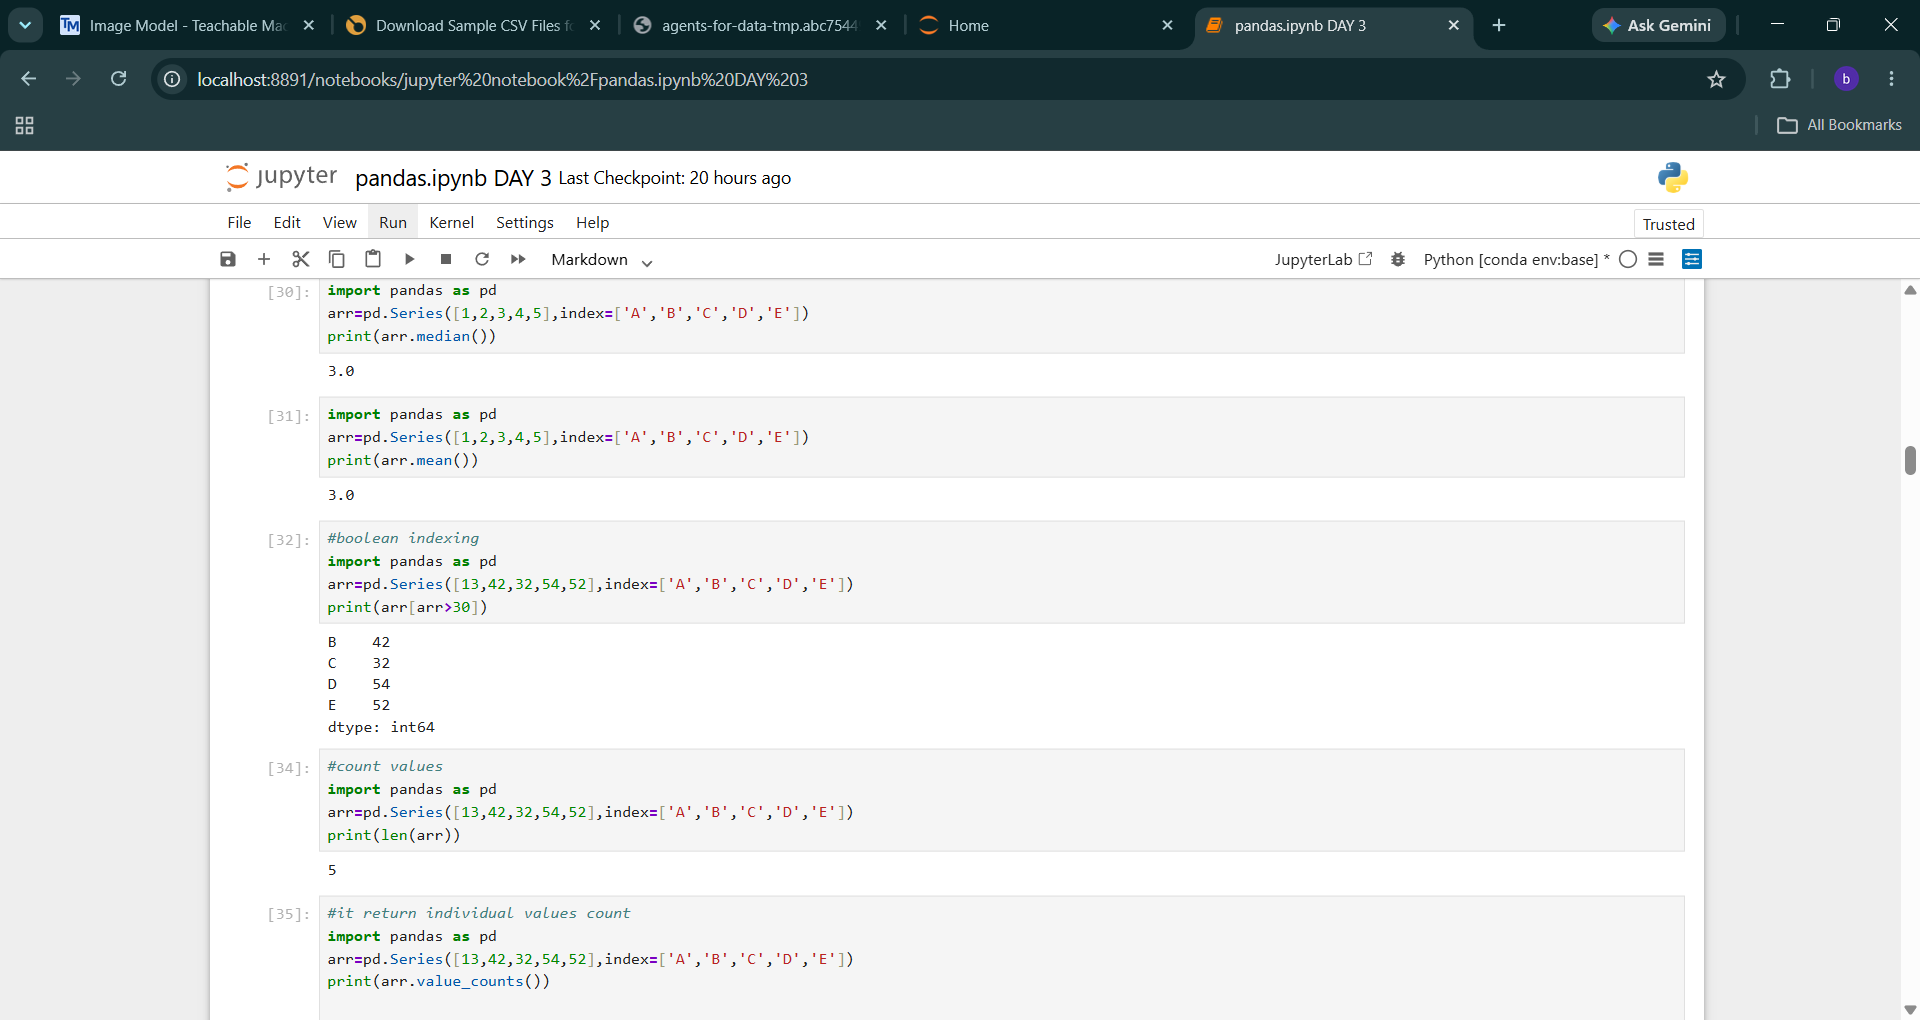 Image Model - Teachable Mac
Download Sample CSV Files f
agents-for-data-tmp.abc7544
Home
pandas.ipynb DAY 3
Ask Gemini
localhost:8891/notebooks/jupyter%20notebook%2Fpandas.ipynb%20DAY%203
b
All Bookmarks
jupyter pandas.ipynb DAY 3 Last Checkpoint: 20 hours ago
File Edit View Run Kernel Settings Help
Trusted
Markdown
JupyterLab
Python [conda env:base] *
[30]:
import pandas as pd
arr=pd.Series([1,2,3,4,5],index=['A','B','C','D','E'])
print(arr.median())
3.0
[31]:
import pandas as pd
arr=pd.Series([1,2,3,4,5],index=['A','B','C','D','E'])
print(arr.mean())
3.0
[32]:
#boolean indexing
import pandas as pd
arr=pd.Series([13,42,32,54,52],index=['A','B','C','D','E'])
print(arr[arr>30])
B    42
C    32
D    54
E    52
dtype: int64
[34]:
#count values
import pandas as pd
arr=pd.Series([13,42,32,54,52],index=['A','B','C','D','E'])
print(len(arr))
5
[35]:
#it return individual values count
import pandas as pd
arr=pd.Series([13,42,32,54,52],index=['A','B','C','D','E'])
print(arr.value_counts())